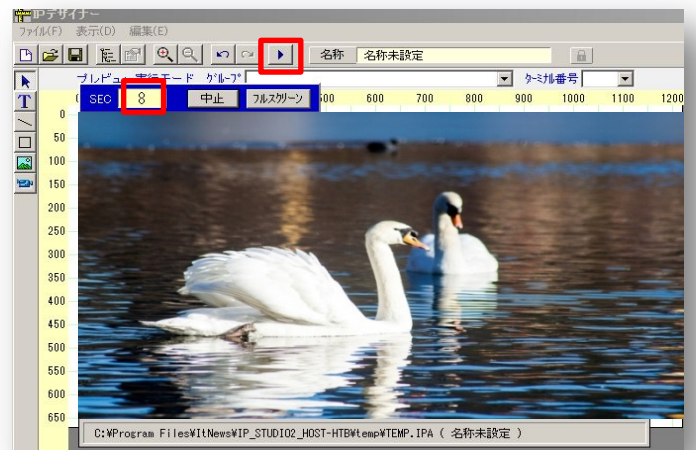 IPデザイナー
ファイル(F) 表示(D) 編集(E)
名称 名称未設定
プレビュー実行モード グループ ターミナル番号
SEC 8 中止 フルスクリーン
500 600 700 800 900 1000 1100 1200
0
50
100
150
200
250
300
350
400
450
500
550
600
650
C:¥Program Files¥ItNews¥IP_STUDIO2_HOST-HTB¥temp¥TEMP.IPA ( 名称未設定 )